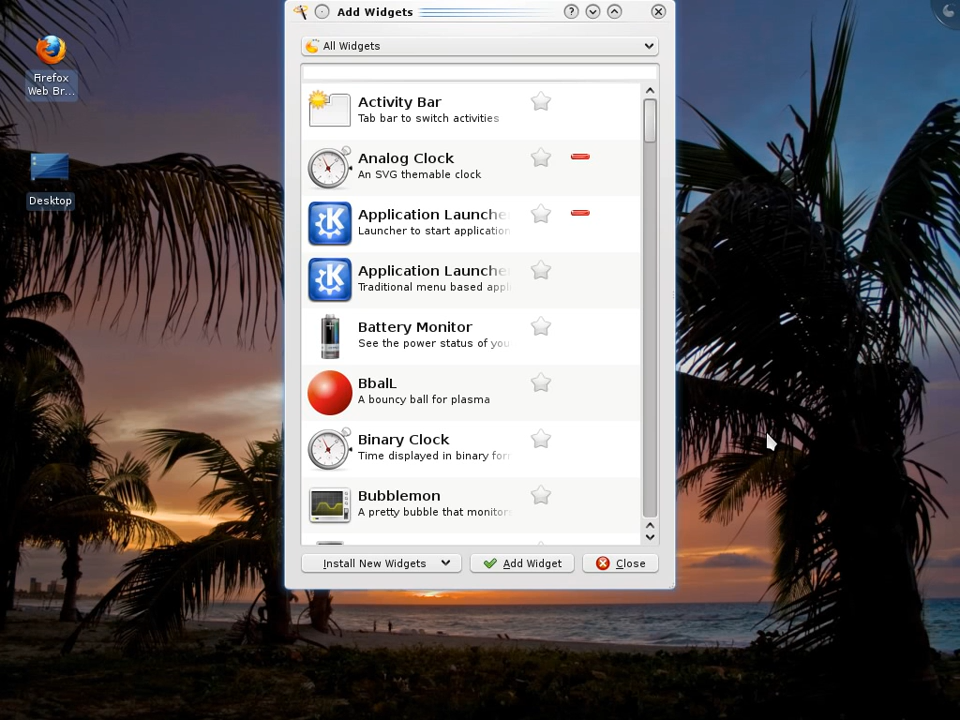 Add Widgets
All Widgets
Firefox
Web Br...
Desktop
Activity Bar
Tab bar to switch activities
Analog Clock
An SVG themable clock
Application Launche
Launcher to start application
Application Launche
Traditional menu based appl
Battery Monitor
See the power status of you
BbalL
A bouncy ball for plasma
Binary Clock
Time displayed in binary for
Bubblemon
A pretty bubble that monitor
Install New Widgets
Add Widget
Close